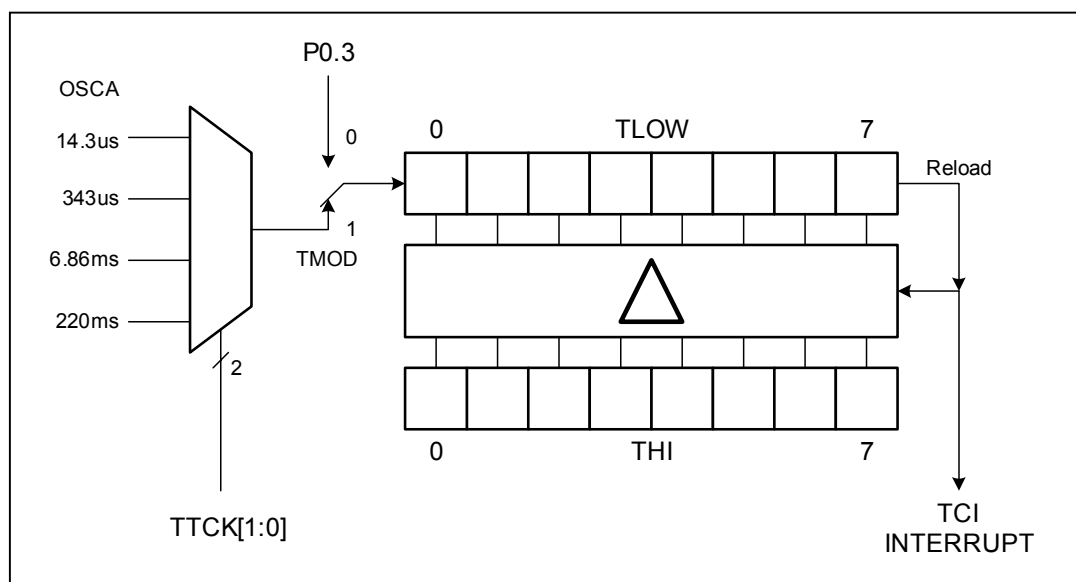 P0.3
OSCA
14.3us
343us
6.86ms
220ms
0
1
TMOD
2
TTCK[1:0]
0 TLOW 7
Reload
0 THI 7
TCI
INTERRUPT